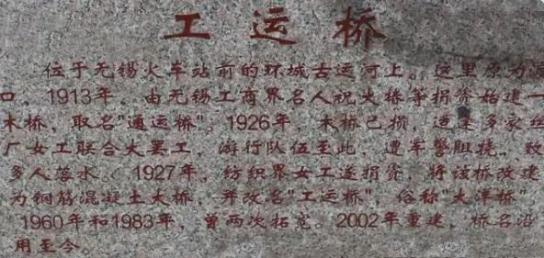 工运桥
位于无锡火车站前的环城古运河上。这里原为渡
口，1913年，由无锡工商界名人祝大椿等捐资始建一
木桥，取名"通运桥"。1926年，木桥已损，适某多家丝
厂女工联合大罢工，游行队伍至此，遭军警阻挠，致
多人落水。1927年，纺织界女工遂捐资，将该桥改建
为钢筋混凝土大桥，并改名"工运桥"，俗称"大洋桥"。
1960年和1983年，曾两次拓宽。2002年重建，桥名沿
用至今。